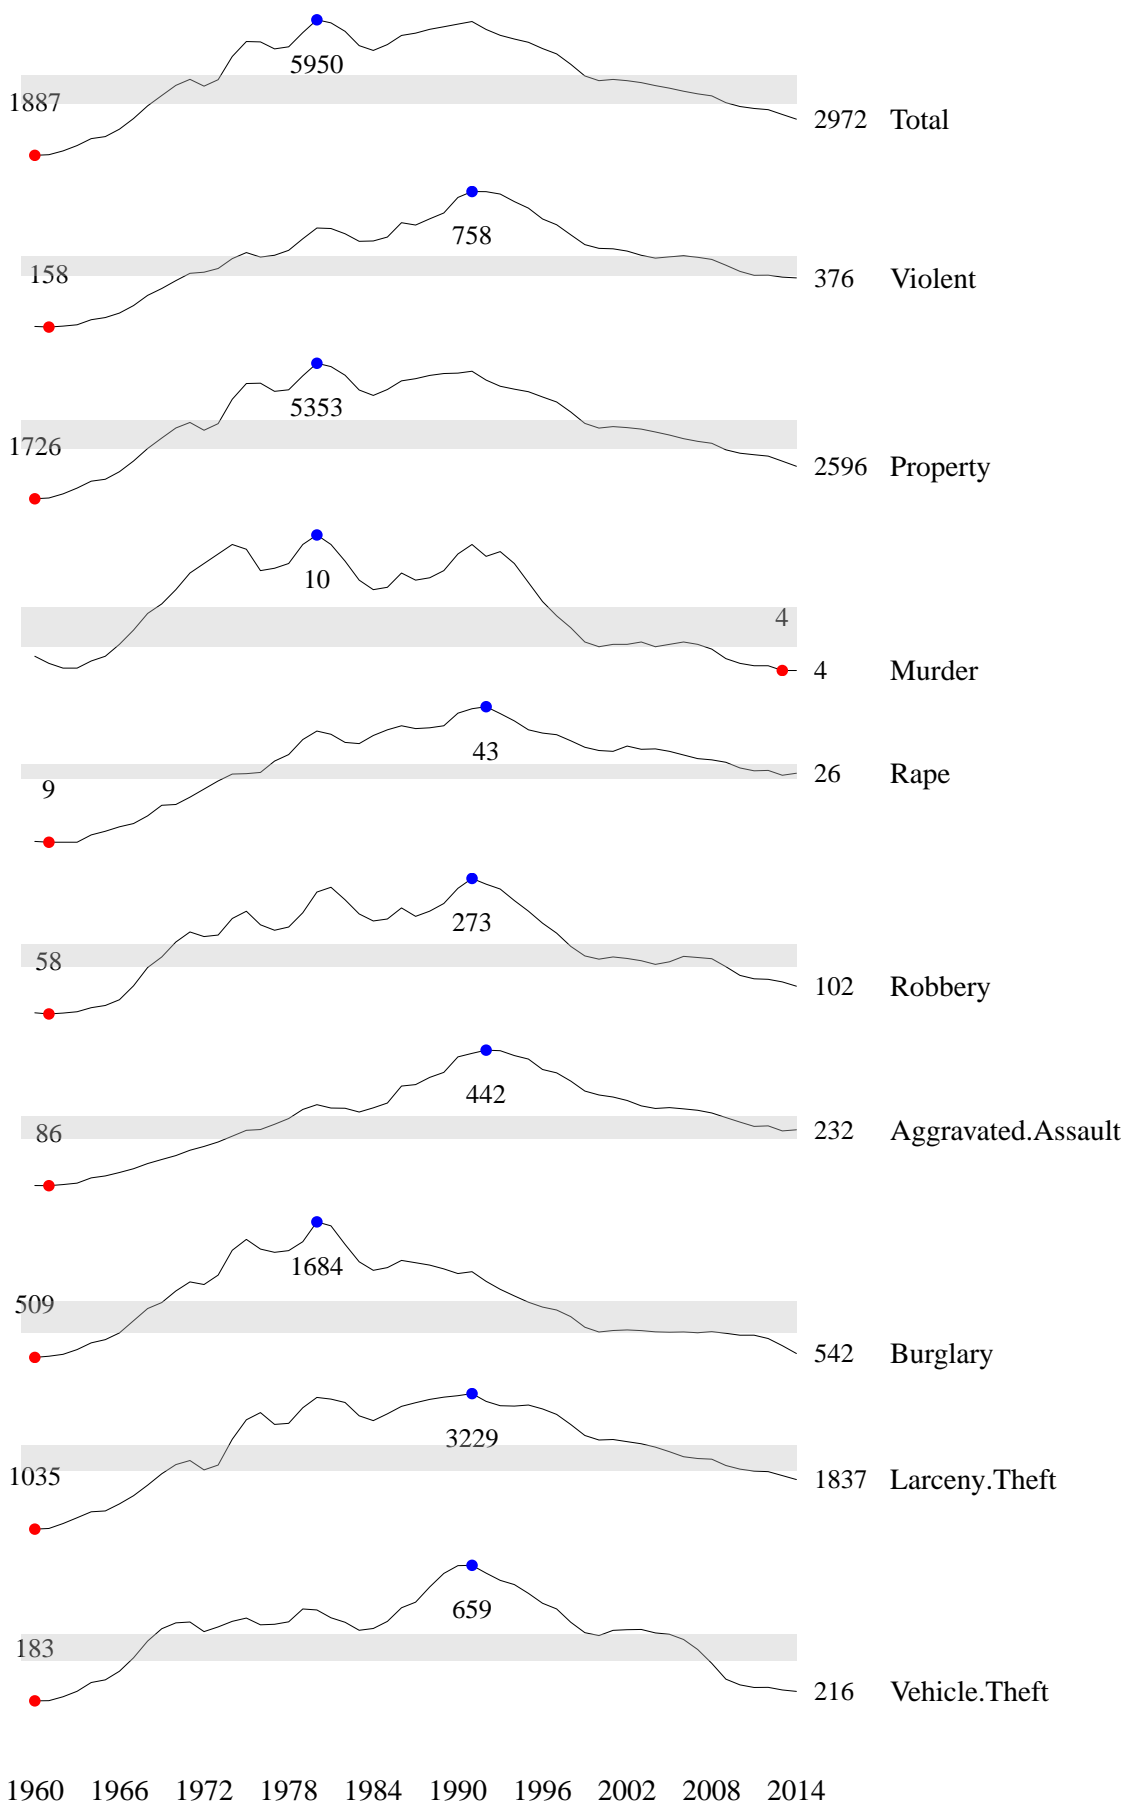 5950
1887
2972 Total
758
158
376 Violent
5353
1726
2596 Property
10
4
4 Murder
43
9
26 Rape
273
58
102 Robbery
442
86
232 Aggravated.Assault
1684
509
542 Burglary
3229
1035
1837 Larceny.Theft
659
183
216 Vehicle.Theft
1960 1966 1972 1978 1984 1990 1996 2002 2008 2014